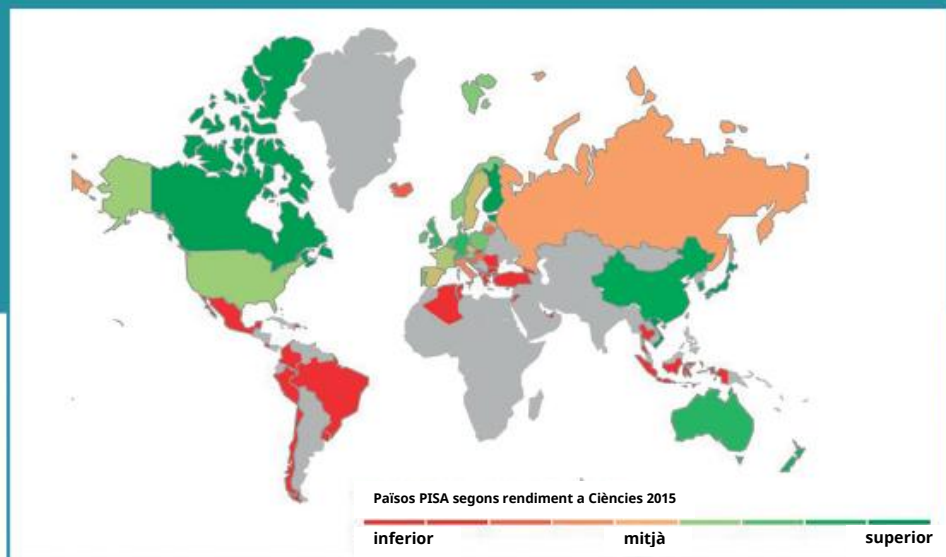 Països PISA segons rendiment a Ciències 2015
inferior mitjà superior